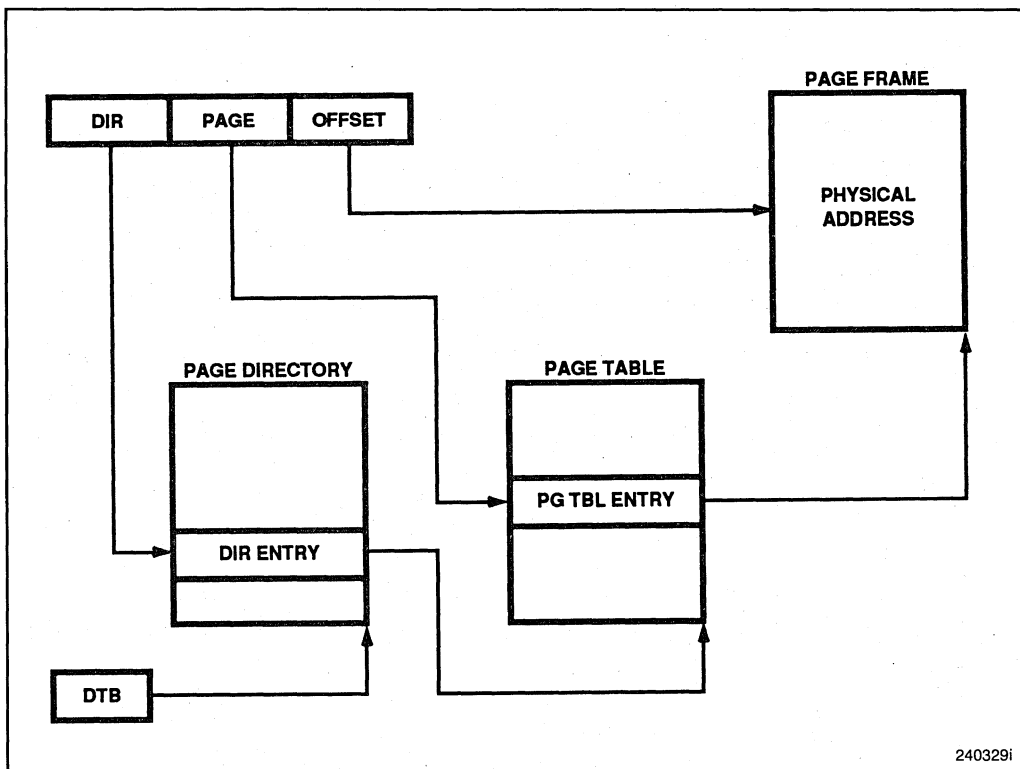 PAGE FRAME
DIR PAGE OFFSET
PHYSICAL
ADDRESS
PAGE DIRECTORY
PAGE TABLE
PG TBL ENTRY
DIR ENTRY
DTB
240329i